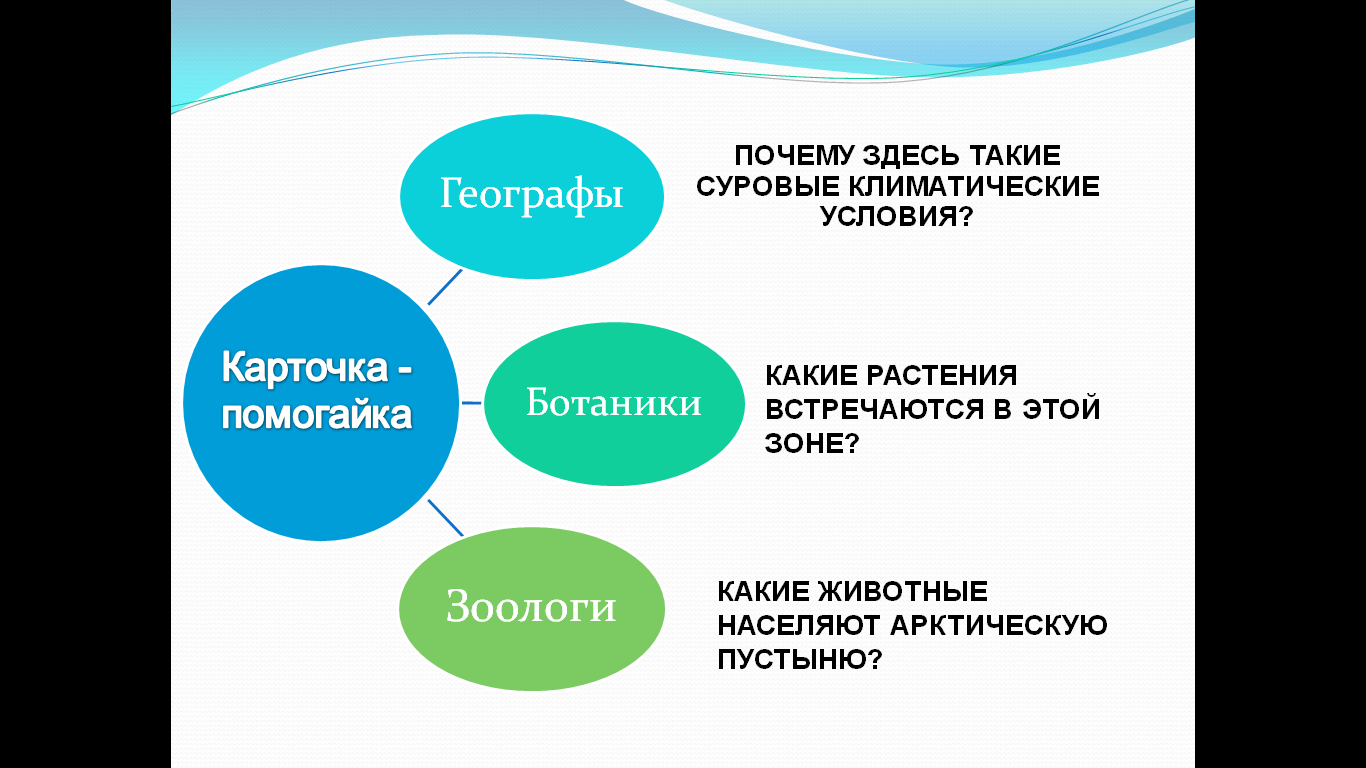 Географы
ПОЧЕМУ ЗДЕСЬ ТАКИЕ
СУРОВЫЕ КЛИМАТИЧЕСКИЕ
УСЛОВИЯ?
Карточка -
помогайка
Ботаники
КАКИЕ РАСТЕНИЯ
ВСТРЕЧАЮТСЯ В ЭТОЙ
ЗОНЕ?
Зоологи
КАКИЕ ЖИВОТНЫЕ
НАСЕЛЯЮТ АРКТИЧЕСКУЮ
ПУСТЫНЮ?